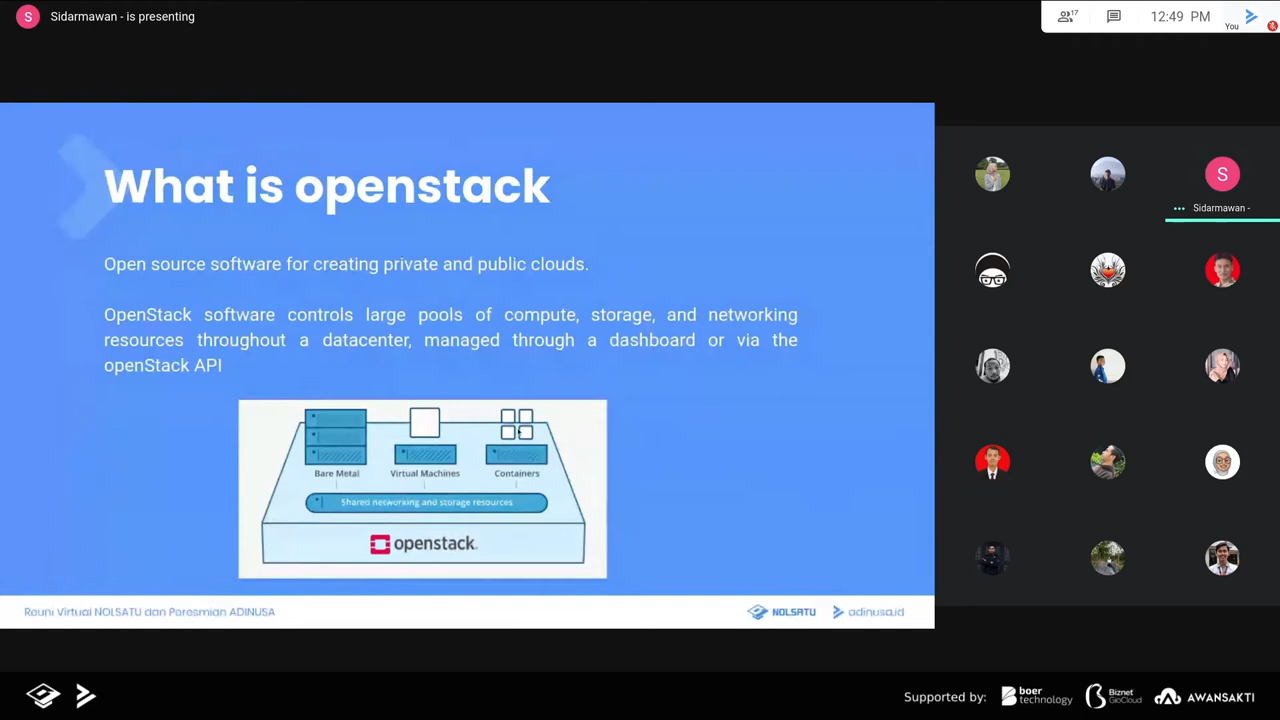 S
Sidarmawan - is presenting
17
12:49 PM
You
What is openstack
Open source software for creating private and public clouds.
OpenStack software controls large pools of compute, storage, and networking
resources throughout a datacenter, managed through a dashboard or via the
openStack API
Bare Metal
Virtual Machines
Containers
Shared networking and storage resources
openstack.
S
Sidarmawan -
Reuni Virtual NOLSATU dan Peresmian ADINUSA
NOLSATU
adinusa.id
Supported by:
boer
technology
Biznet
GioCloud
AWANSAKTI